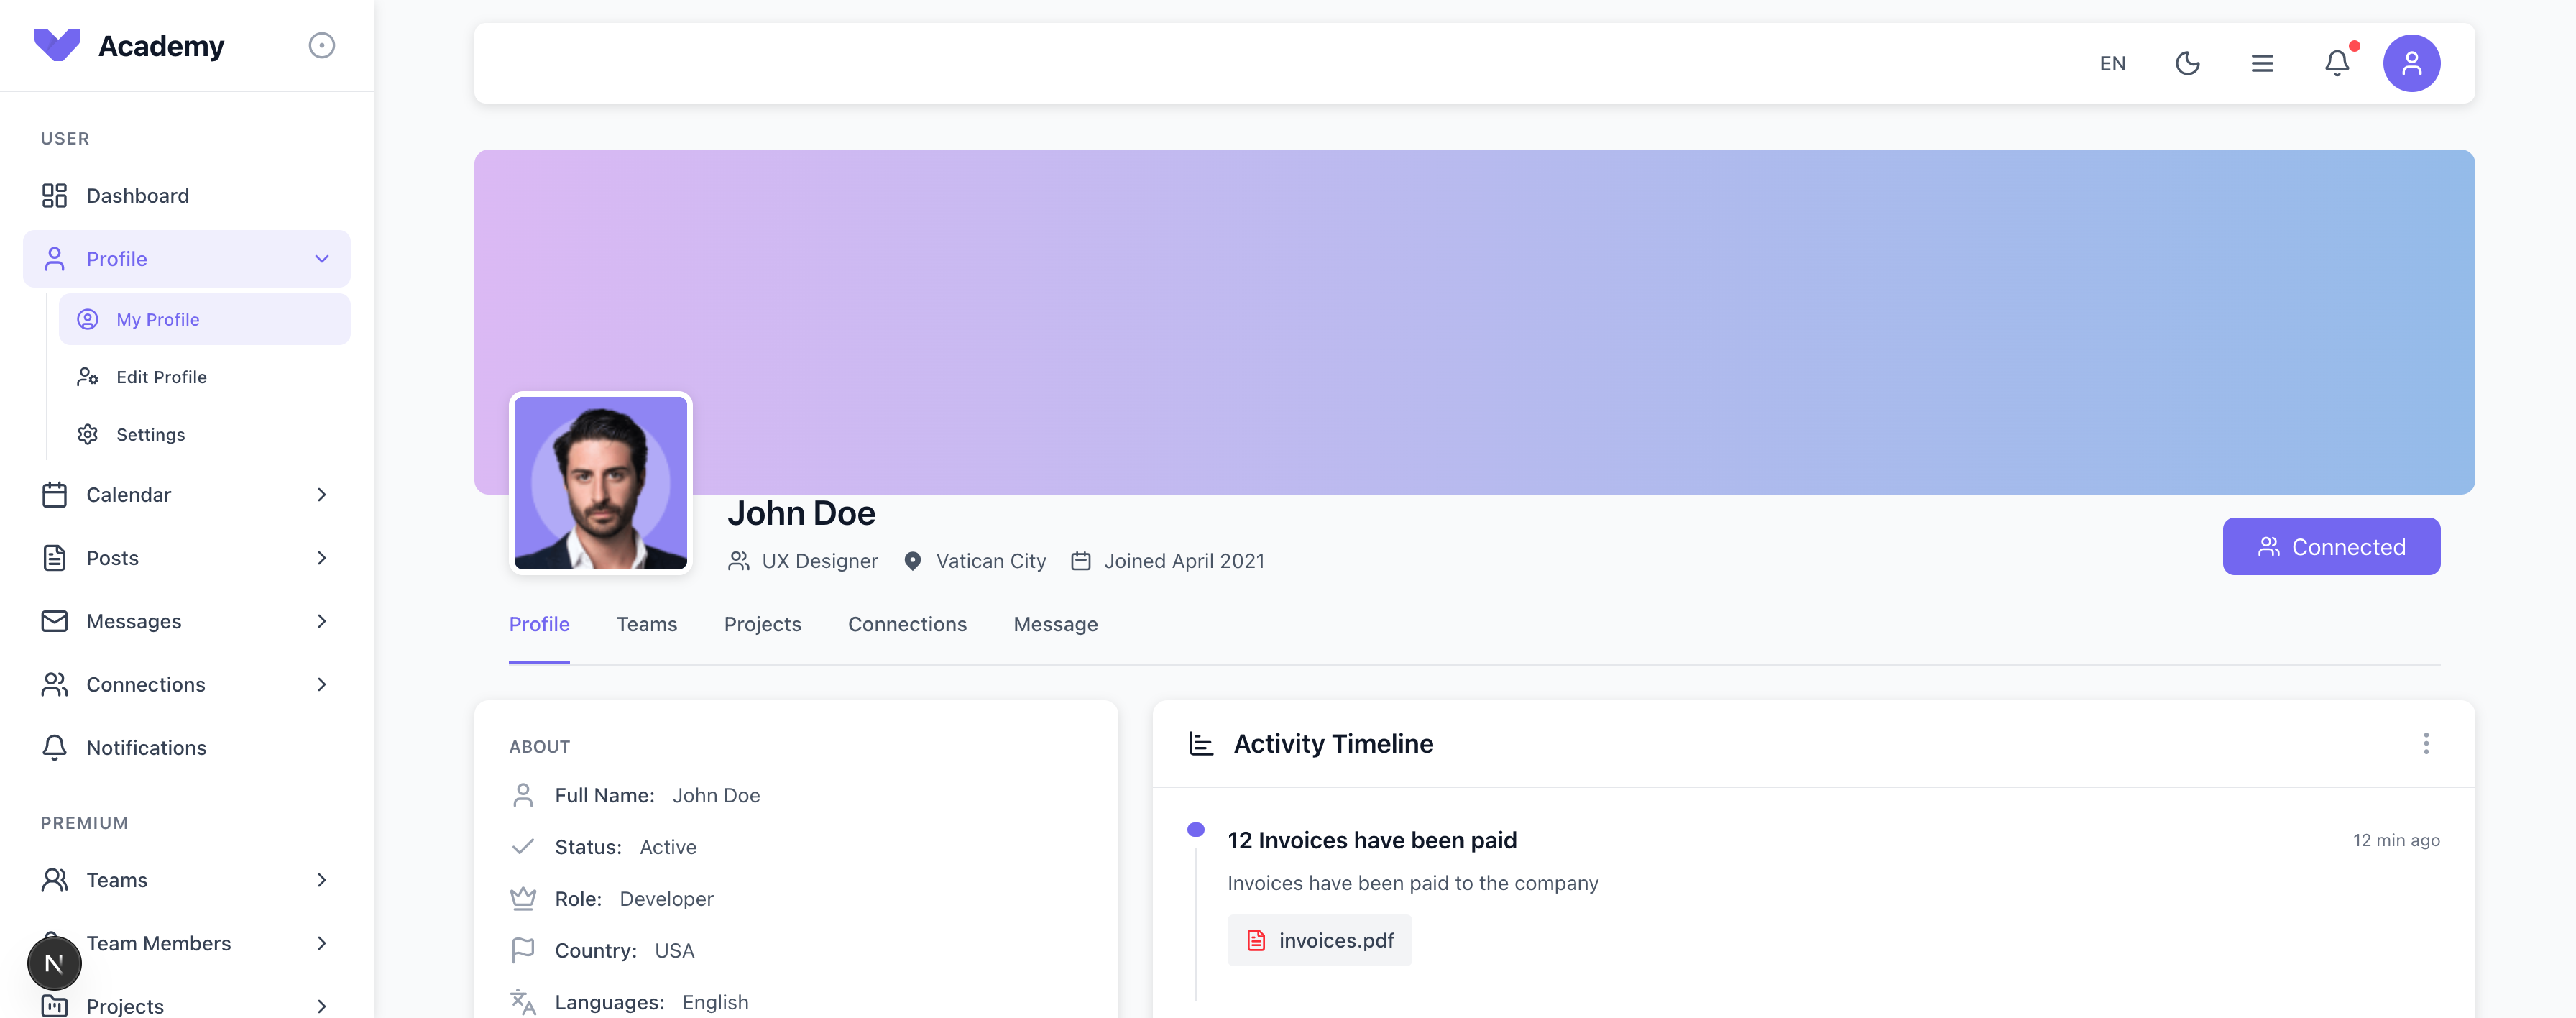 Academy
EN
USER
Dashboard
Profile
My Profile
Edit Profile
Settings
Calendar
Posts
Messages
Connections
Notifications
PREMIUM
Teams
Team Members
N
Projects
John Doe
UX Designer Vatican City Joined April 2021
Connected
Profile Teams Projects Connections Message
ABOUT
Full Name: John Doe
Status: Active
Role: Developer
Country: USA
Languages: English
Activity Timeline
12 Invoices have been paid
12 min ago
Invoices have been paid to the company
invoices.pdf